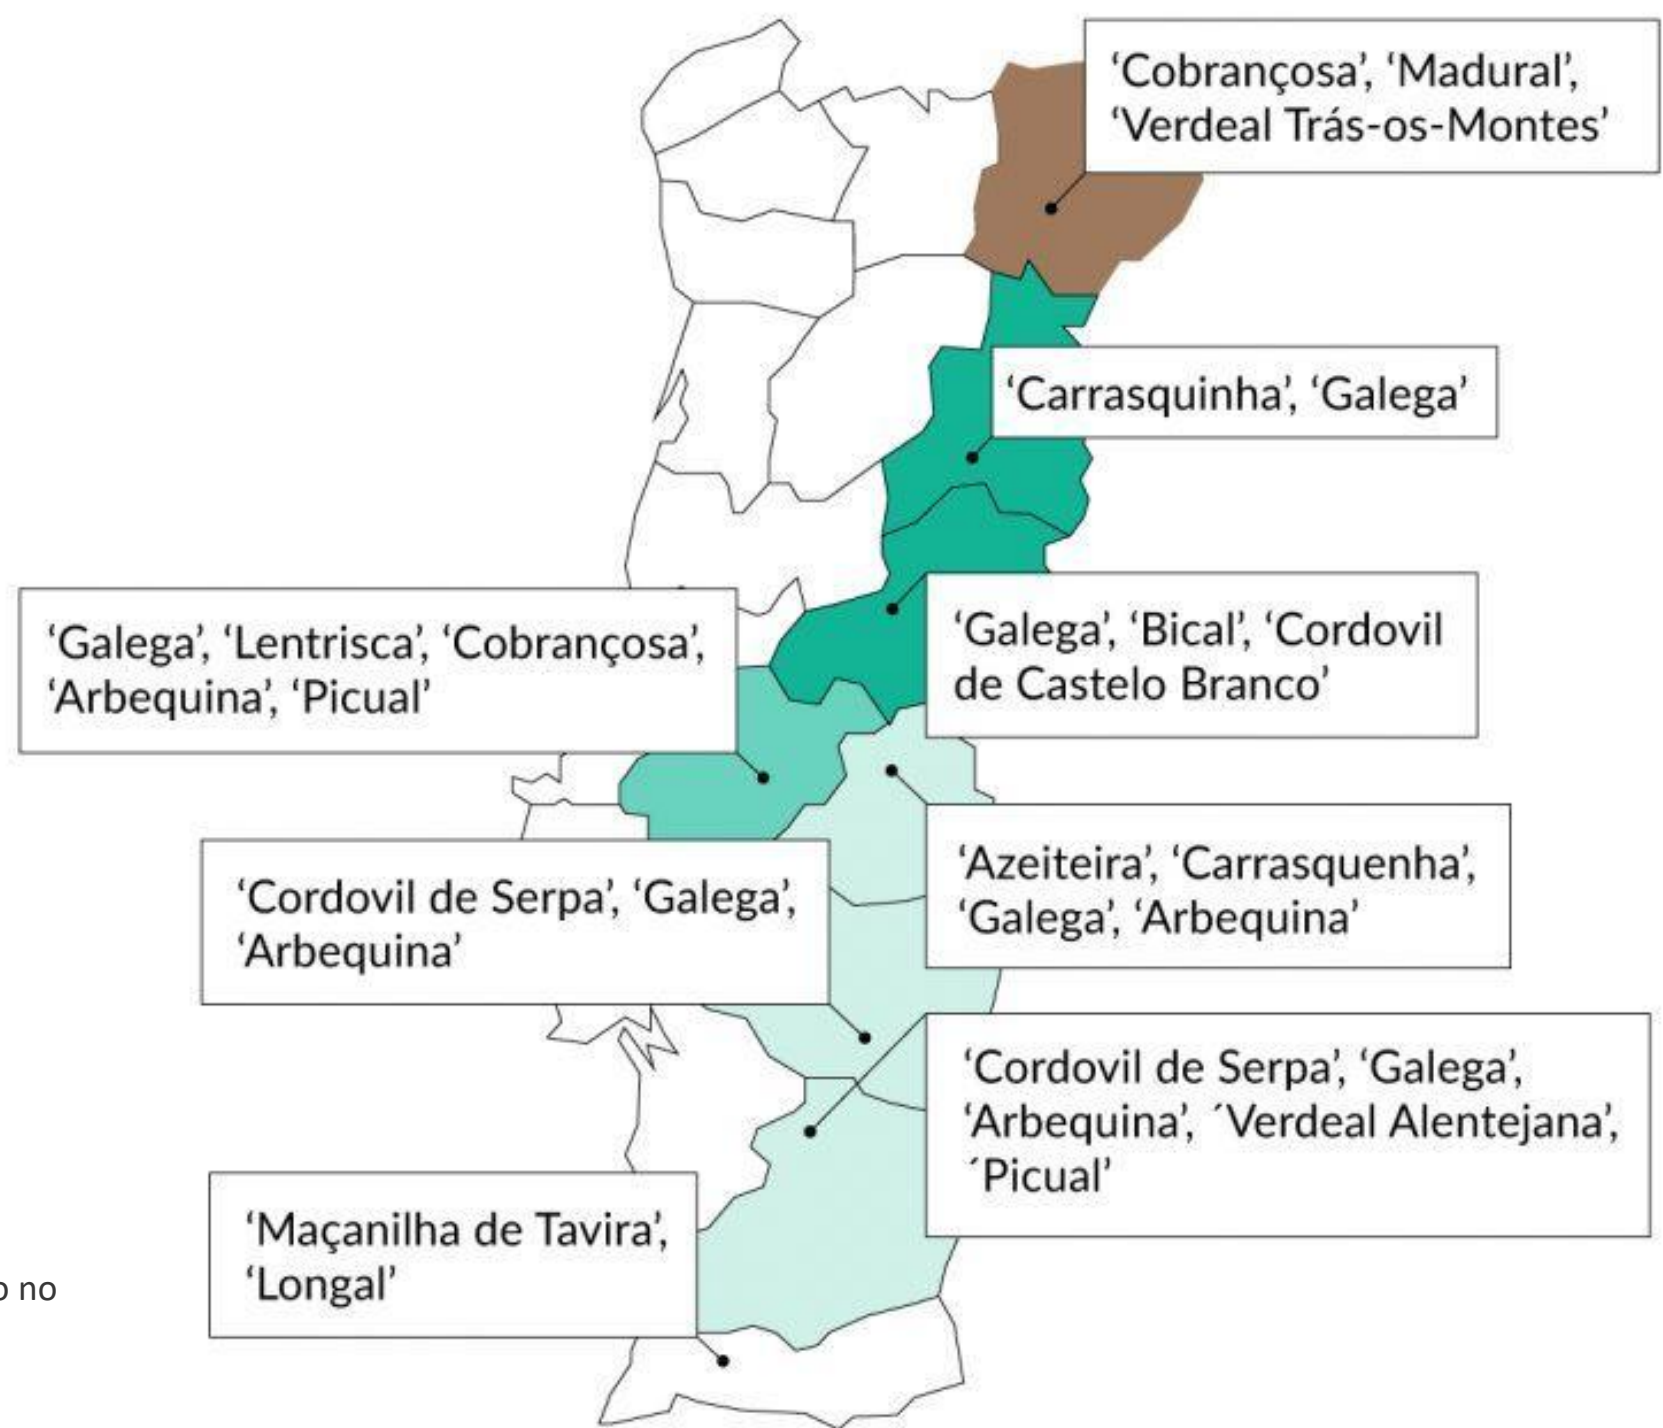 ‘Cobrançosa’, ‘Madural’,
‘Verdeal Trás-os-Montes’
‘Carrasquinha’, ‘Galega’
‘Galega’, ‘Lentrisca’, ‘Cobrançosa’,
‘Arbequina’, ‘Picual’
‘Galega’, ‘Bical’, ‘Cordovil
de Castelo Branco’
‘Azeiteira’, ‘Carrasquenha’,
‘Galega’, ‘Arbequina’
‘Cordovil de Serpa’, ‘Galega’,
‘Arbequina’
‘Cordovil de Serpa’, ‘Galega’,
‘Arbequina’, ´Verdeal Alentejana’,
´Picual’
‘Maçanilha de Tavira’,
‘Longal’
no